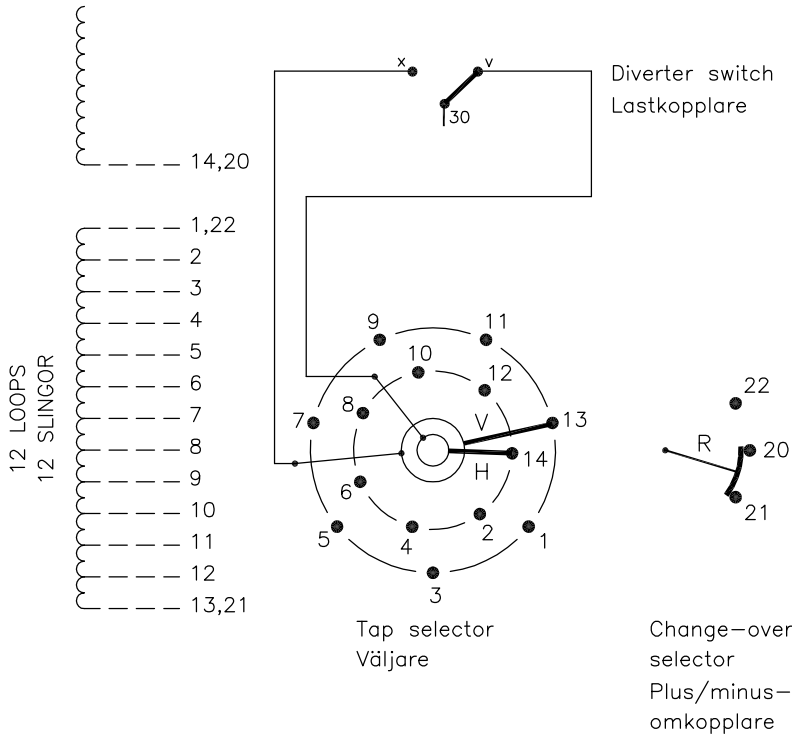 x
v
30
Diverter switch
Lastkopplare
14,20
1,22
2
3
4
5
6
7
8
9
10
11
12
13,21
12 LOOPS
12 SLINGOR
9
11
10
12
8
7
V
13
H
14
6
5
4
2
1
3
Tap selector
Väljare
22
R
20
21
Change-over
selector
Plus/minus-
omkopplare